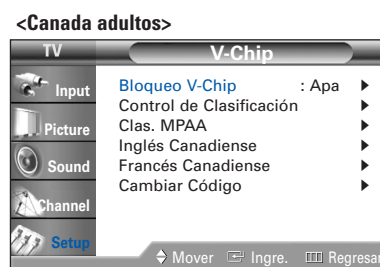 <Canada adultos>
TV
V-Chip
Input
Picture
Sound
Channel
Setup
Bloqueo V-Chip : Apa
Control de Clasificación
Clas. MPAA
Inglés Canadiense
Francés Canadiense
Cambiar Código
Mover Ingre. Regresar